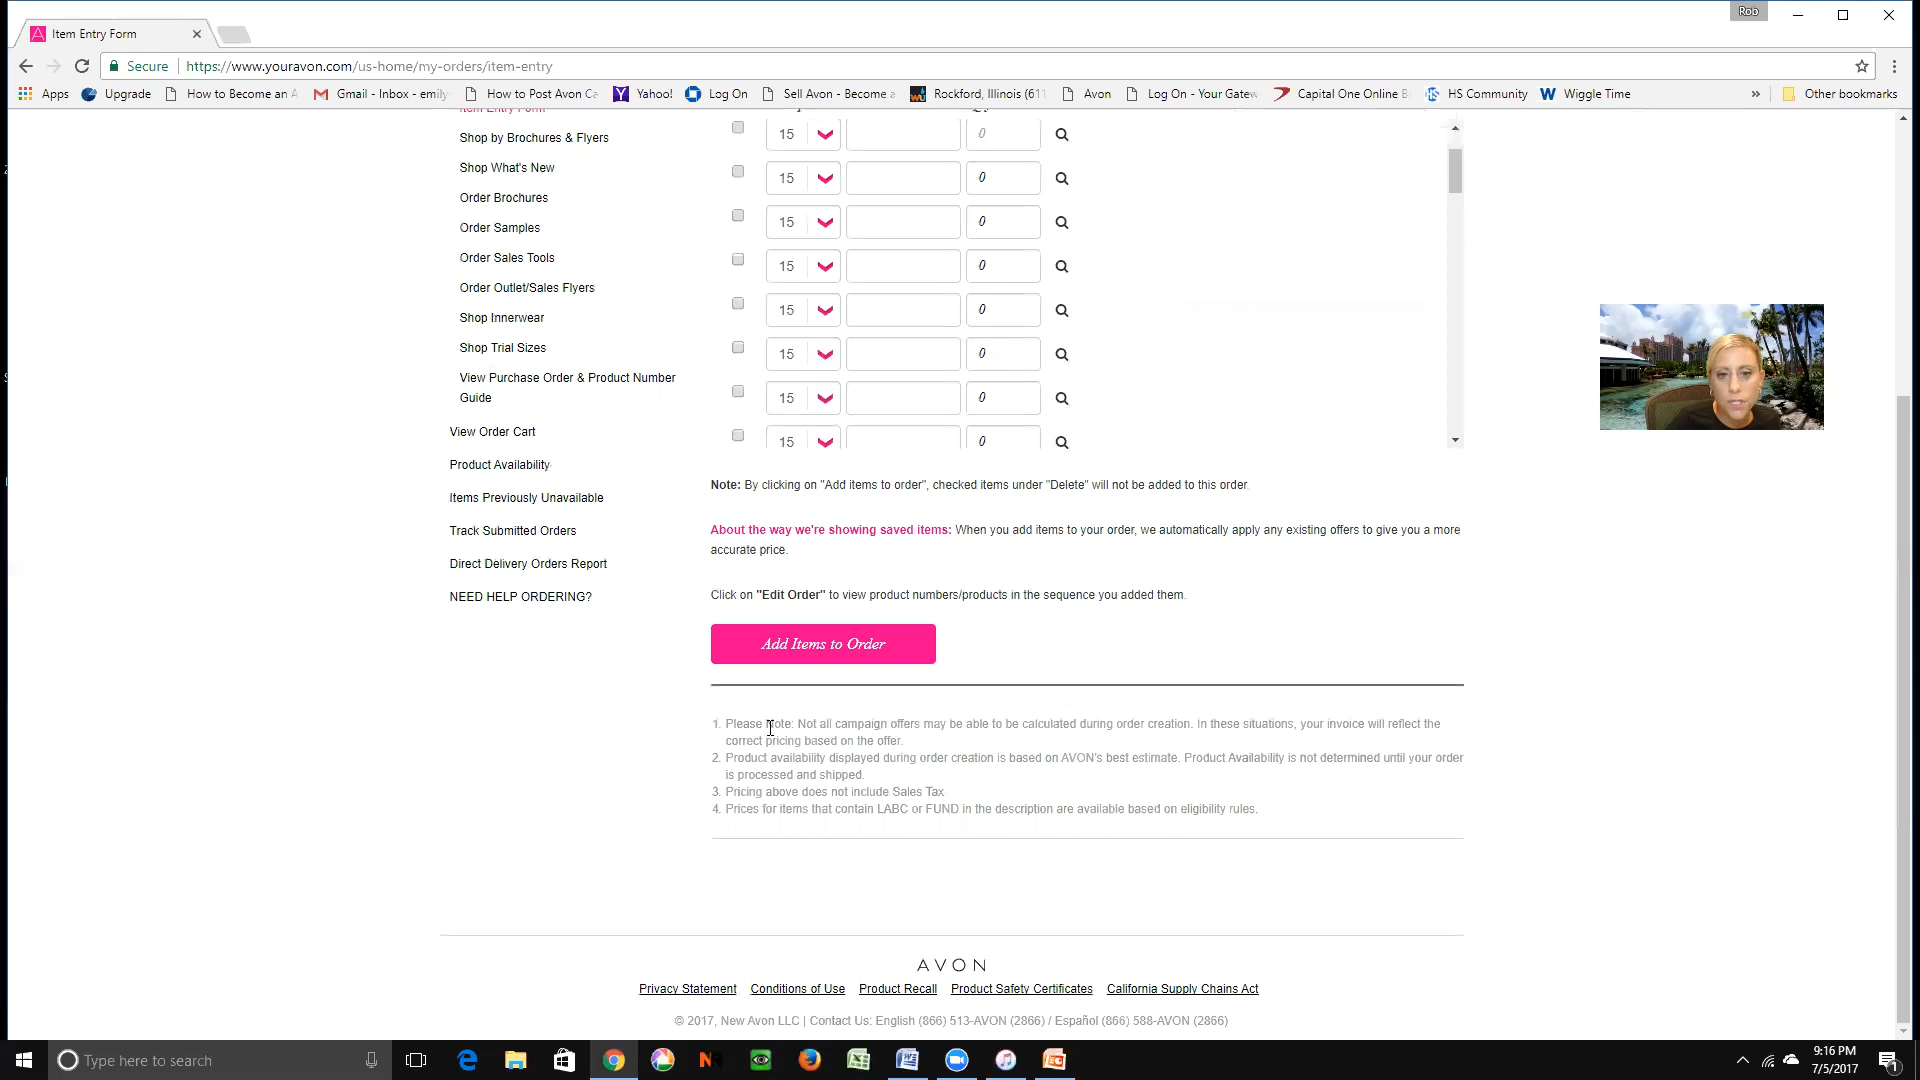 Rob
Item Entry Form
Secure https://www.youravon.com/us-home/my-orders/item-entry
Apps Upgrade How to Become an A Gmail - Inbox - emily How to Post Avon Ca Yahoo! Log On Sell Avon - Become a Rockford, Illinois (611 Avon Log On - Your Gatew Capital One Online B HS Community Wiggle Time » Other bookmarks
Item Entry Form
Shop by Brochures & Flyers
Shop What's New
Order Brochures
Order Samples
Order Sales Tools
Order Outlet/Sales Flyers
Shop Innerwear
Shop Trial Sizes
View Purchase Order & Product Number
Guide
View Order Cart
Product Availability
Items Previously Unavailable
Track Submitted Orders
Direct Delivery Orders Report
NEED HELP ORDERING?
15 0
15 0
15 0
15 0
15 0
15 0
15 0
15 0
Note: By clicking on "Add items to order", checked items under "Delete" will not be added to this order.
About the way we're showing saved items: When you add items to your order, we automatically apply any existing offers to give you a more
accurate price.
Click on "Edit Order" to view product numbers/products in the sequence you added them.
Add Items to Order
1. Please Note: Not all campaign offers may be able to be calculated during order creation. In these situations, your invoice will reflect the
correct pricing based on the offer.
2. Product availability displayed during order creation is based on AVON's best estimate. Product Availability is not determined until your order
is processed and shipped.
3. Pricing above does not include Sales Tax
4. Prices for items that contain LABC or FUND in the description are available based on eligibility rules.
AVON
Privacy Statement Conditions of Use Product Recall Product Safety Certificates California Supply Chains Act
© 2017, New Avon LLC | Contact Us: English (866) 513-AVON (2866) / Español (866) 588-AVON (2866)
Type here to search
9:16 PM
7/5/2017
1